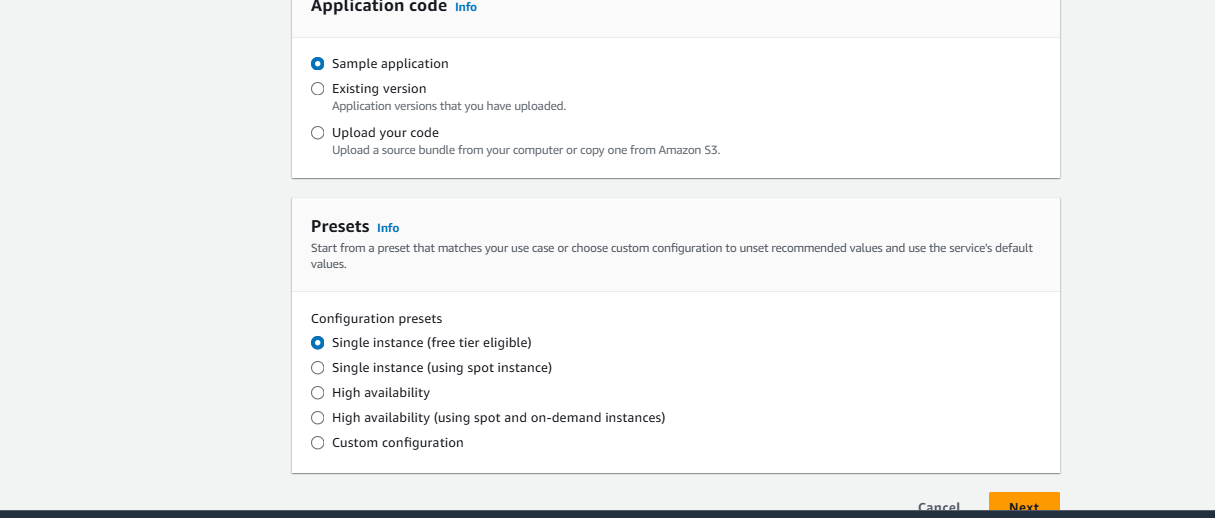 Application code Info
Sample application
Existing version
Application versions that you have uploaded.
Upload your code
Upload a source bundle from your computer or copy one from Amazon S3.
Presets Info
Start from a preset that matches your use case or choose custom configuration to unset recommended values and use the service's default
values.
Configuration presets
Single instance (free tier eligible)
Single instance (using spot instance)
High availability
High availability (using spot and on-demand instances)
Custom configuration
Cancel Next